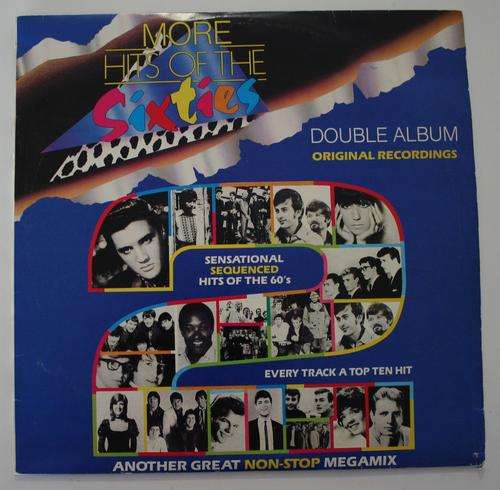 MORE
HITS OF THE
Sixties
DOUBLE ALBUM
ORIGINAL RECORDINGS
SENSATIONAL
SEQUENCED
HITS OF THE 60's
EVERY TRACK A TOP TEN HIT
ANOTHER GREAT NON-STOP MEGAMIX